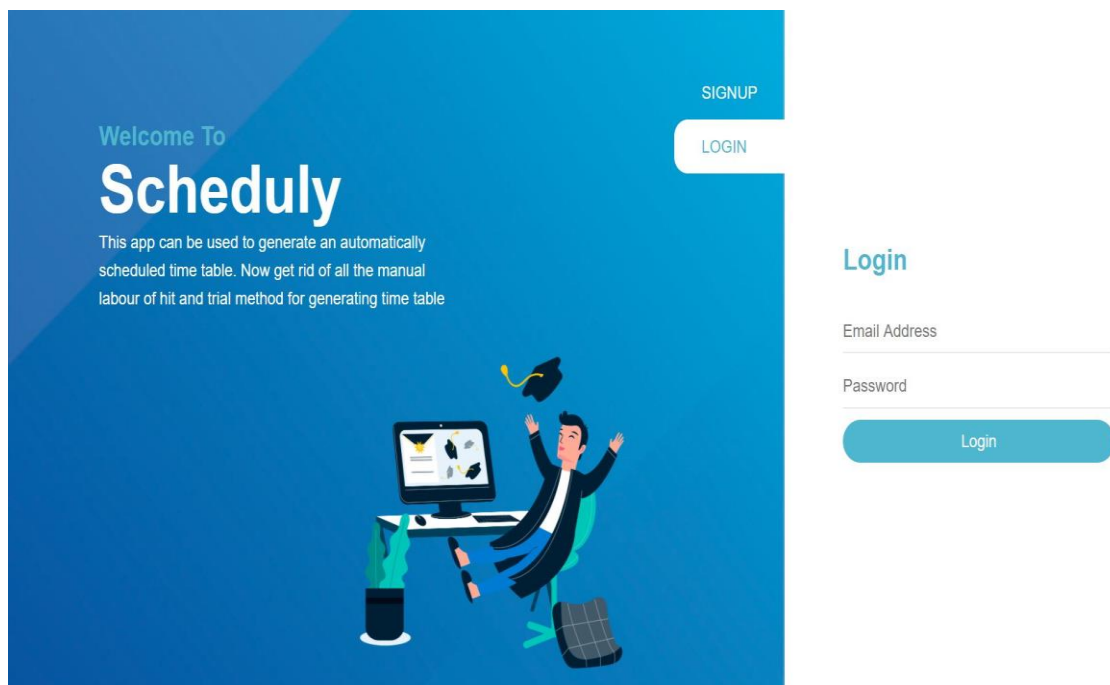 SIGNUP
LOGIN
Welcome To
Scheduly
This app can be used to generate an automatically
scheduled time table. Now get rid of all the manual
labour of hit and trial method for generating time table
Login
Email Address
Password
Login